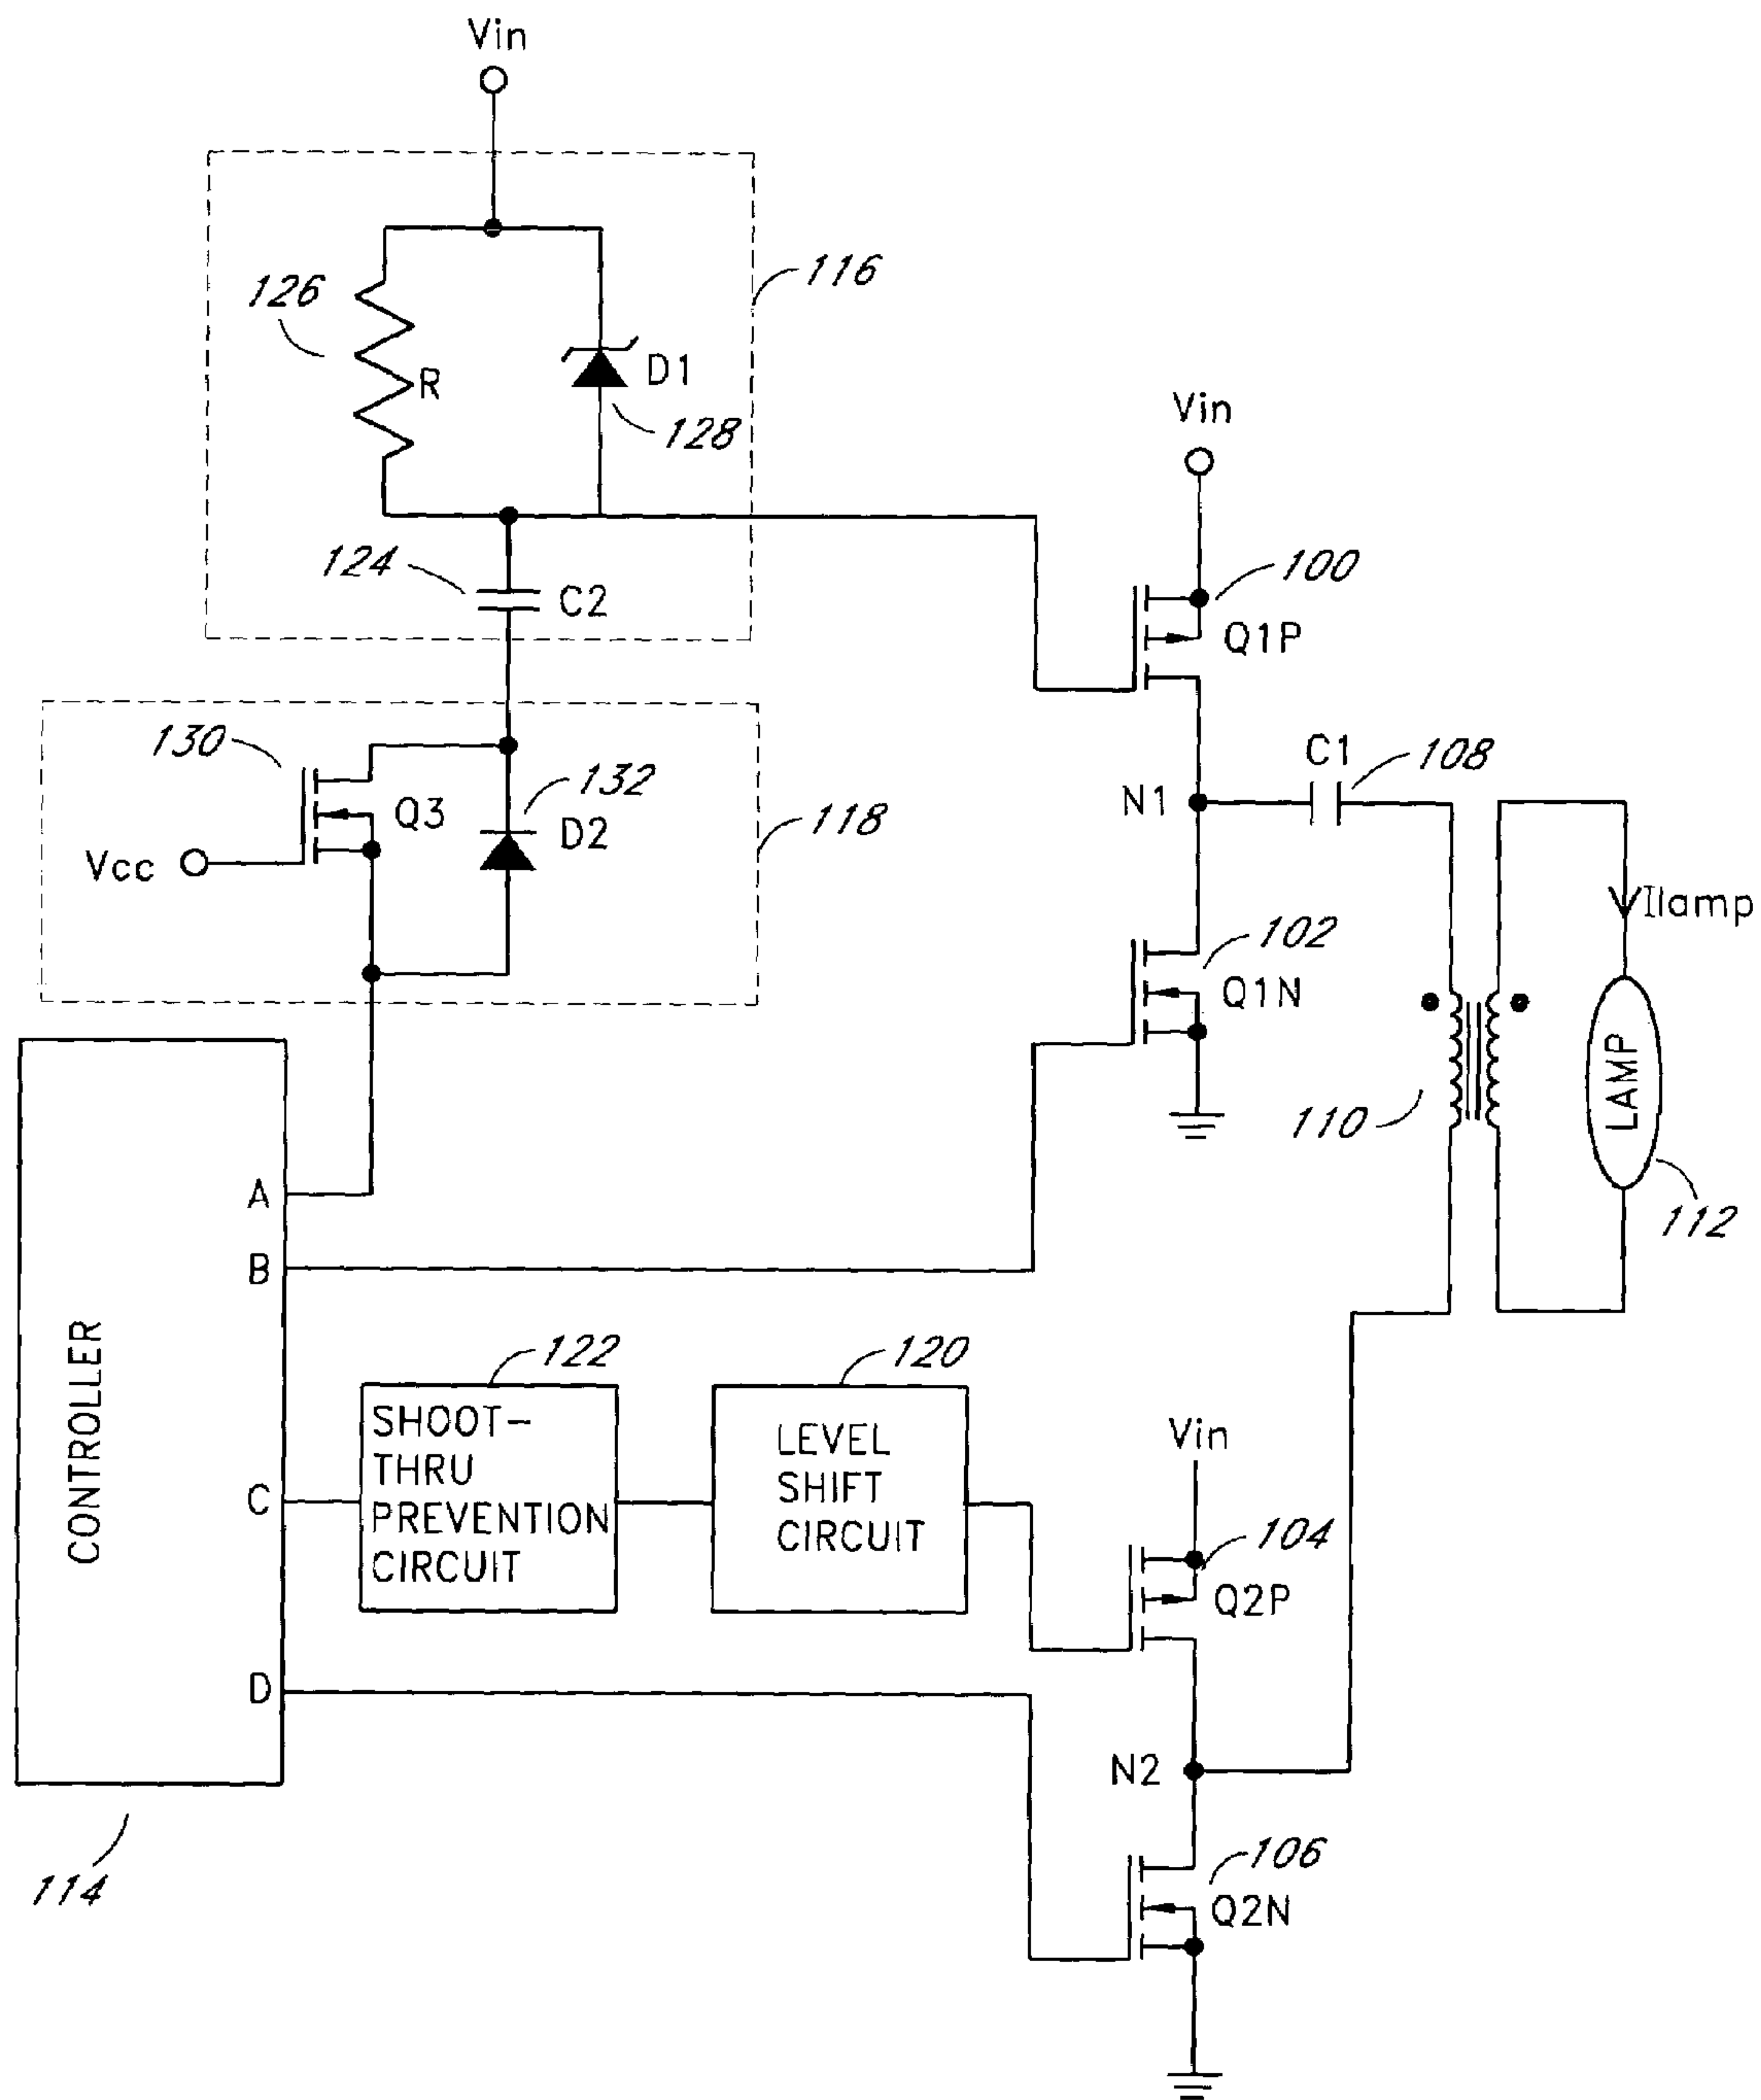 Vin
126
R
D1
128
116
124
C2
Vin
100
Q1P
130
Q3
132
D2
118
Vcc
C1
108
N1
Ilamp
102
Q1N
110
LAMP
112
A
B
CONTROLLER
C
D
114
122
SHOOT-
THRU
PREVENTION
CIRCUIT
120
LEVEL
SHIFT
CIRCUIT
Vin
104
Q2P
N2
106
Q2N